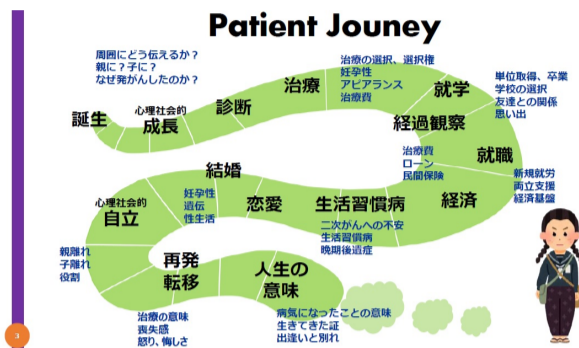 Patient Jouney
周囲にどう伝えるか？
親に？子に？
なぜ発がんしたのか？
誕生
心理社会的
成長
診断
治療
治療の選択、選択権
妊孕性
アピアランス
治療費
就学
単位取得、卒業
学校の選択
友達との関係
思い出
経過観察
治療費
ローン
民間保険
就職
新規就労
両立支援
経済基盤
経済
生活習慣病
二次がんへの不安
生活習慣病
晩期後遺症
恋愛
結婚
妊孕性
遺伝
性生活
心理社会的
自立
親離れ
子離れ
役割
再発
転移
治療の意味
喪失感
怒り、悔しさ
人生の
意味
病気になったことの意味
生きてきた証
出逢いと別れ
3